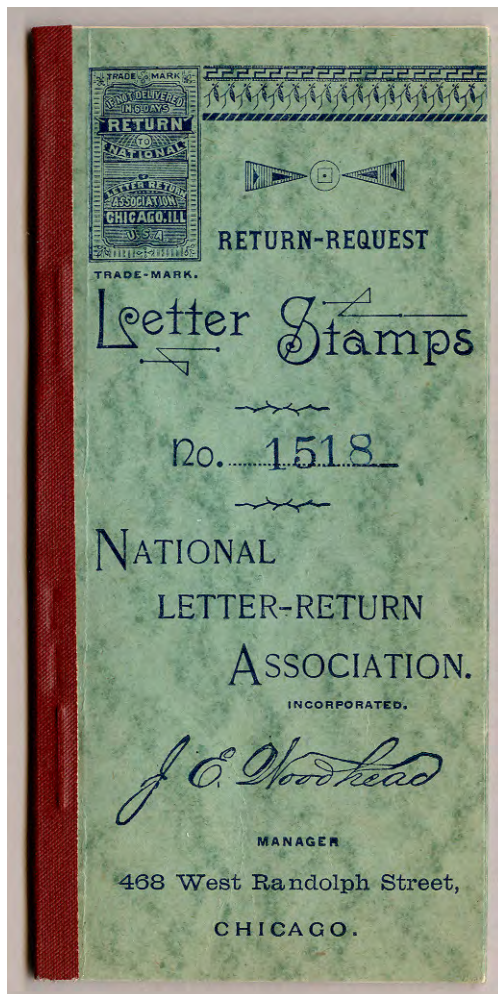 TRADE MARK
IF NOT DELIVERED
IN 6 DAYS
RETURN
TO
NATIONAL
LETTER RETURN
ASSOCIATION
CHICAGO.ILL
U.S.A
TRADE-MARK.
RETURN-REQUEST
Letter Stamps
No. 1518
NATIONAL
LETTER-RETURN
ASSOCIATION.
INCORPORATED.
J. E. Woodhead
MANAGER
468 West Randolph Street,
CHICAGO.